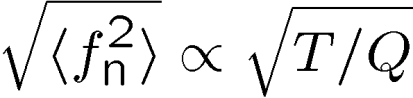 √⟨f_n^2⟩ ∝ √T/Q